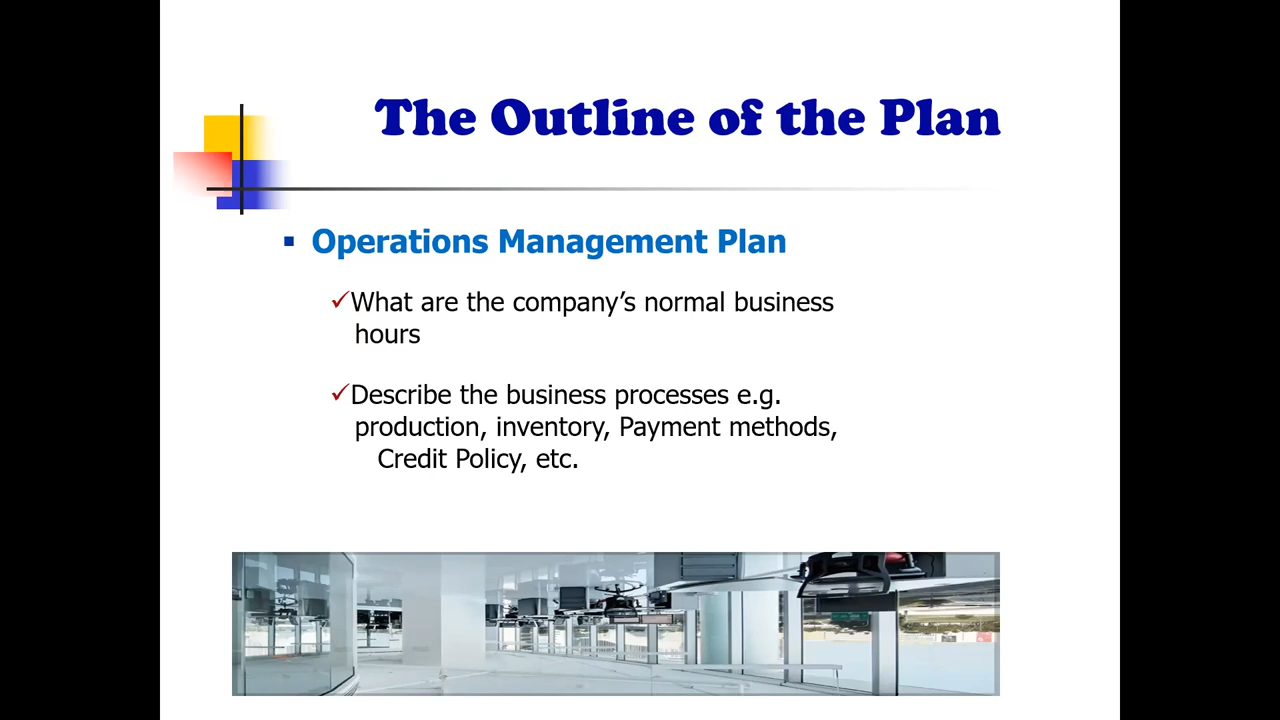 The Outline of the Plan
Operations Management Plan
What are the company’s normal business
hours
Describe the business processes e.g.
production, inventory, Payment methods,
Credit Policy, etc.